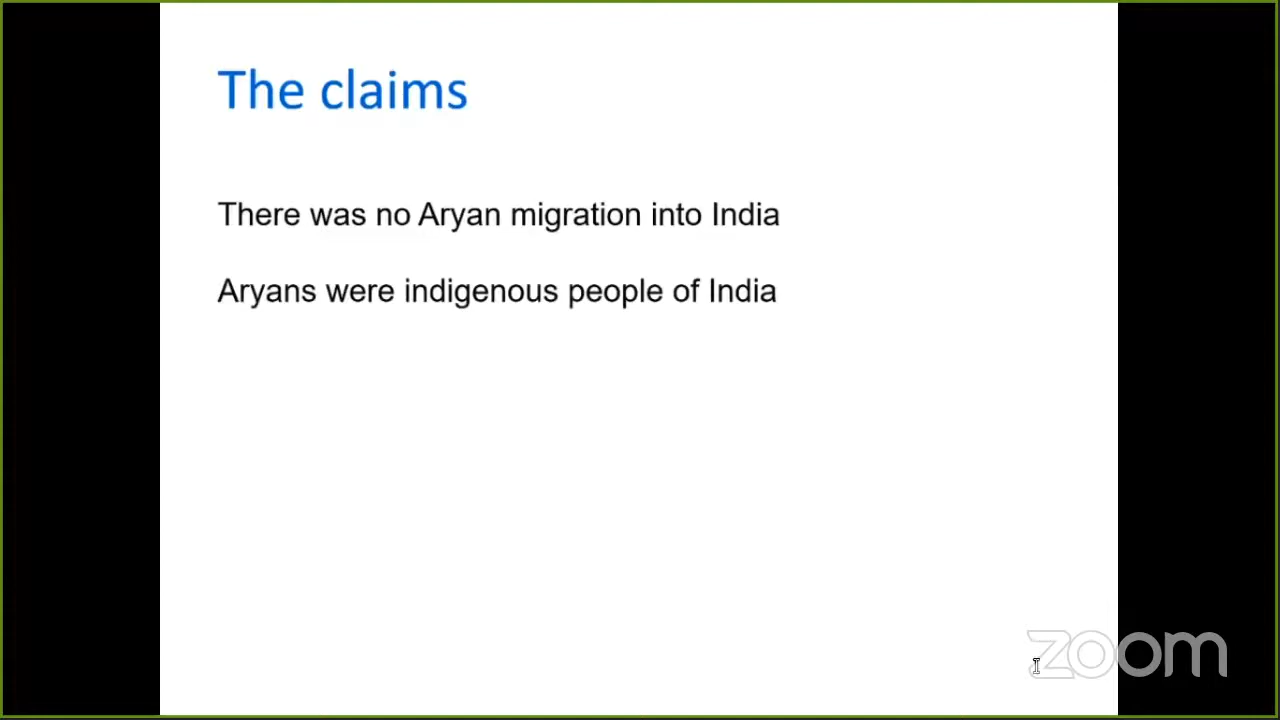 The claims
There was no Aryan migration into India
Aryans were indigenous people of India
zoom